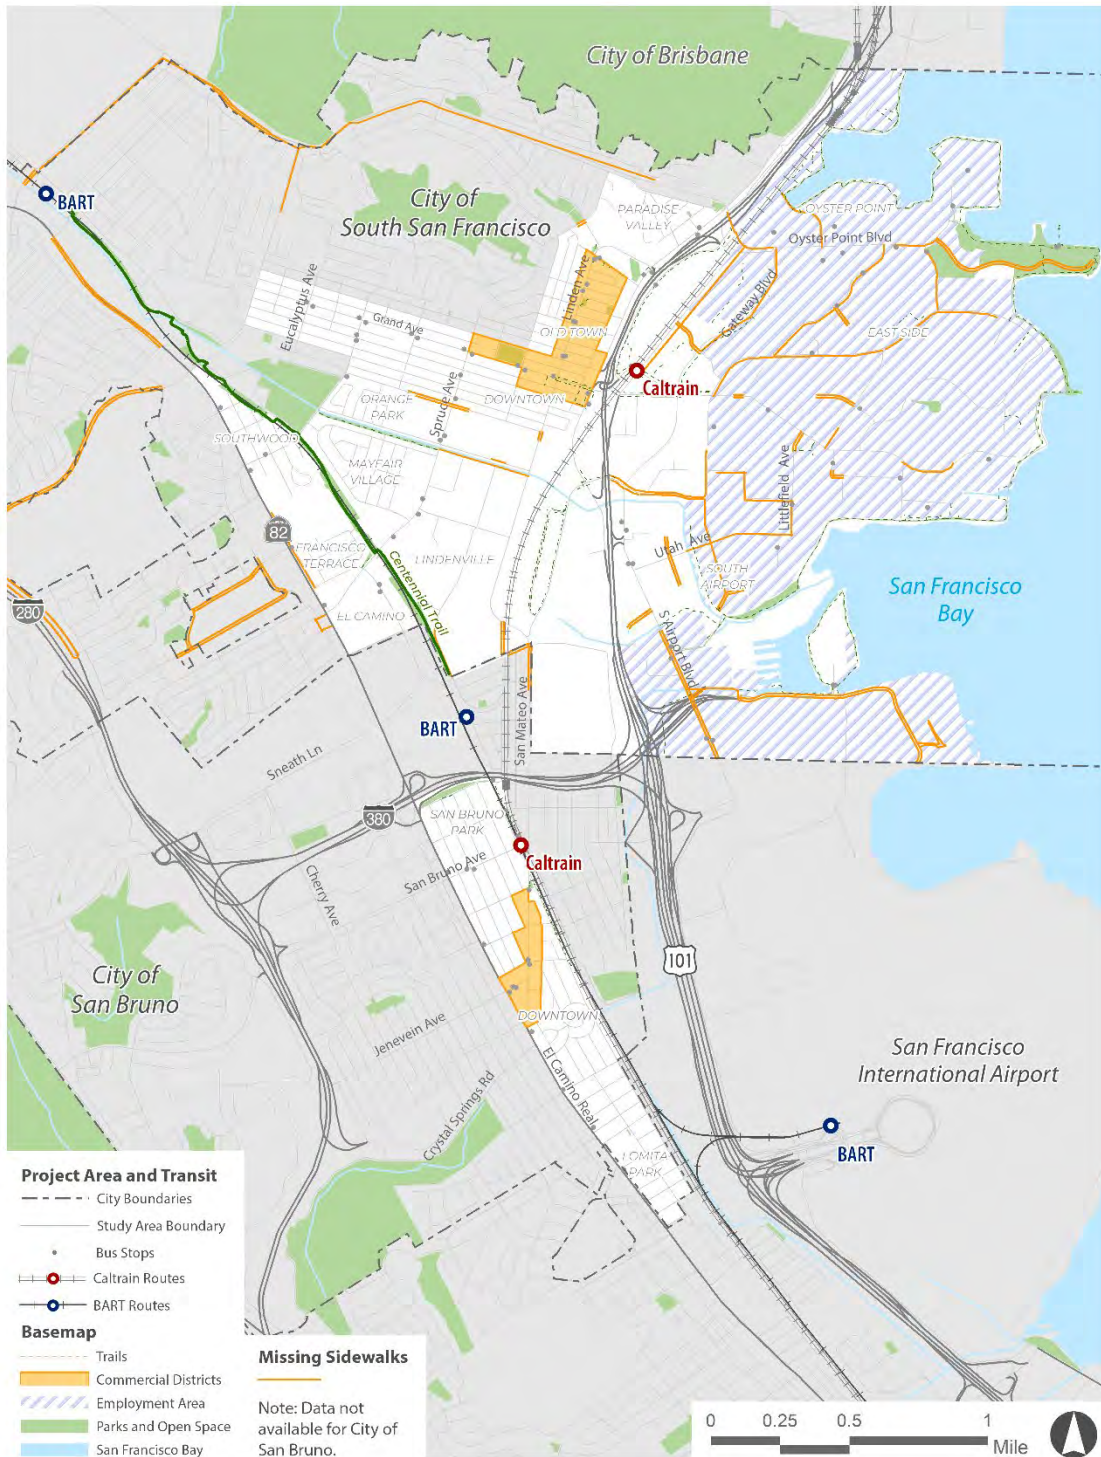 City of Brisbane
BART
City of
South San Francisco
PARADISE
VALLEY
OYSTER POINT
Oyster Point Blvd
Eucalyptus Ave
Linden Ave
Gateway Blvd
Grand Ave
OLD TOWN
EAST SIDE
Caltrain
Spruce Ave
ORANGE
PARK
DOWNTOWN
SOUTHWOOD
MAYFAIR
VILLAGE
Littlefield Ave
82
FRANCISCO
TERRACE
LINDENVILLE
Utah Ave
SOUTH
AIRPORT
Centennial Trail
San Francisco
Bay
280
EL CAMINO
S Airport Blvd
BART
San Mateo Ave
Sneath Ln
380
SAN BRUNO
PARK
San Bruno Ave
Caltrain
Cherry Ave
101
City of
San Bruno
DOWNTOWN
Jenevein Ave
El Camino Real
San Francisco
International Airport
Crystal Springs Rd
BART
LOMITA
PARK
Project Area and Transit
City Boundaries
Study Area Boundary
Bus Stops
Caltrain Routes
BART Routes
Basemap
Trails
Commercial Districts
Employment Area
Parks and Open Space
San Francisco Bay
Missing Sidewalks
Note: Data not
available for City of
San Bruno.
0 0.25 0.5 1
Mile